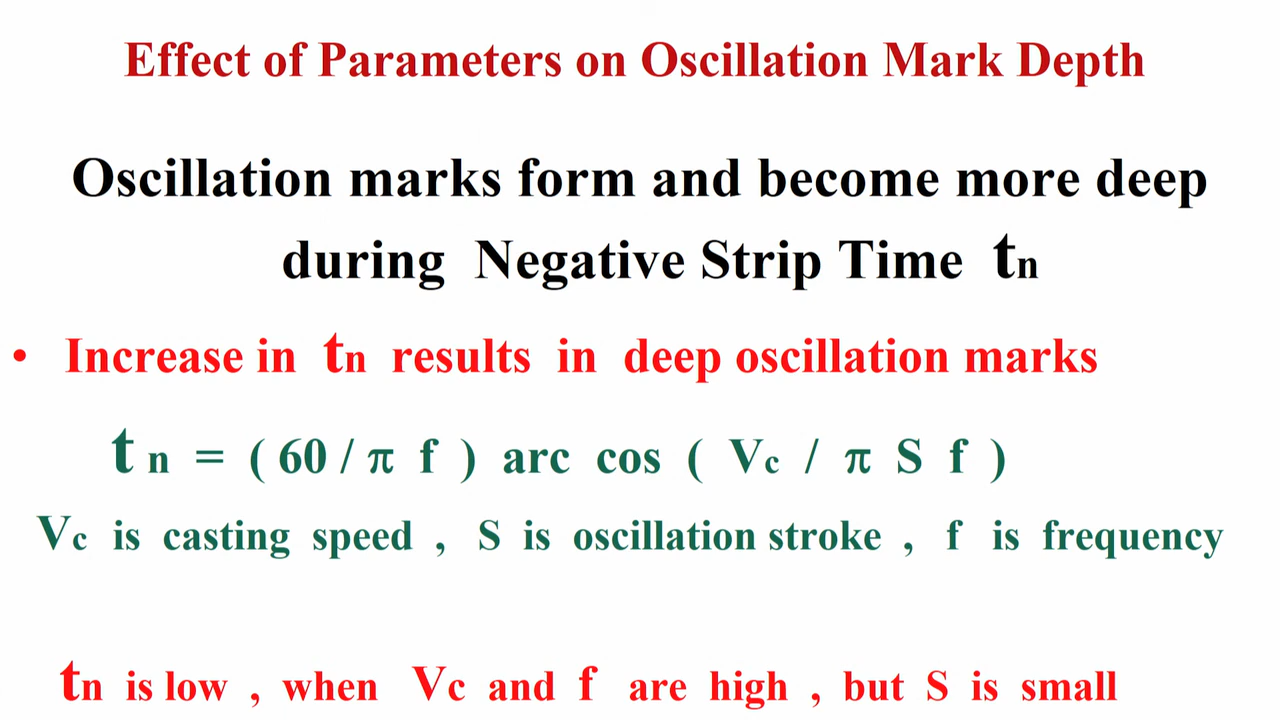 Effect of Parameters on Oscillation Mark Depth
Oscillation marks form and become more deep
during Negative Strip Time tn
• Increase in tn results in deep oscillation marks
t n = ( 60 / π f ) arc cos ( Vc / π S f )
Vc is casting speed , S is oscillation stroke , f is frequency
tn is low , when Vc and f are high , but S is small